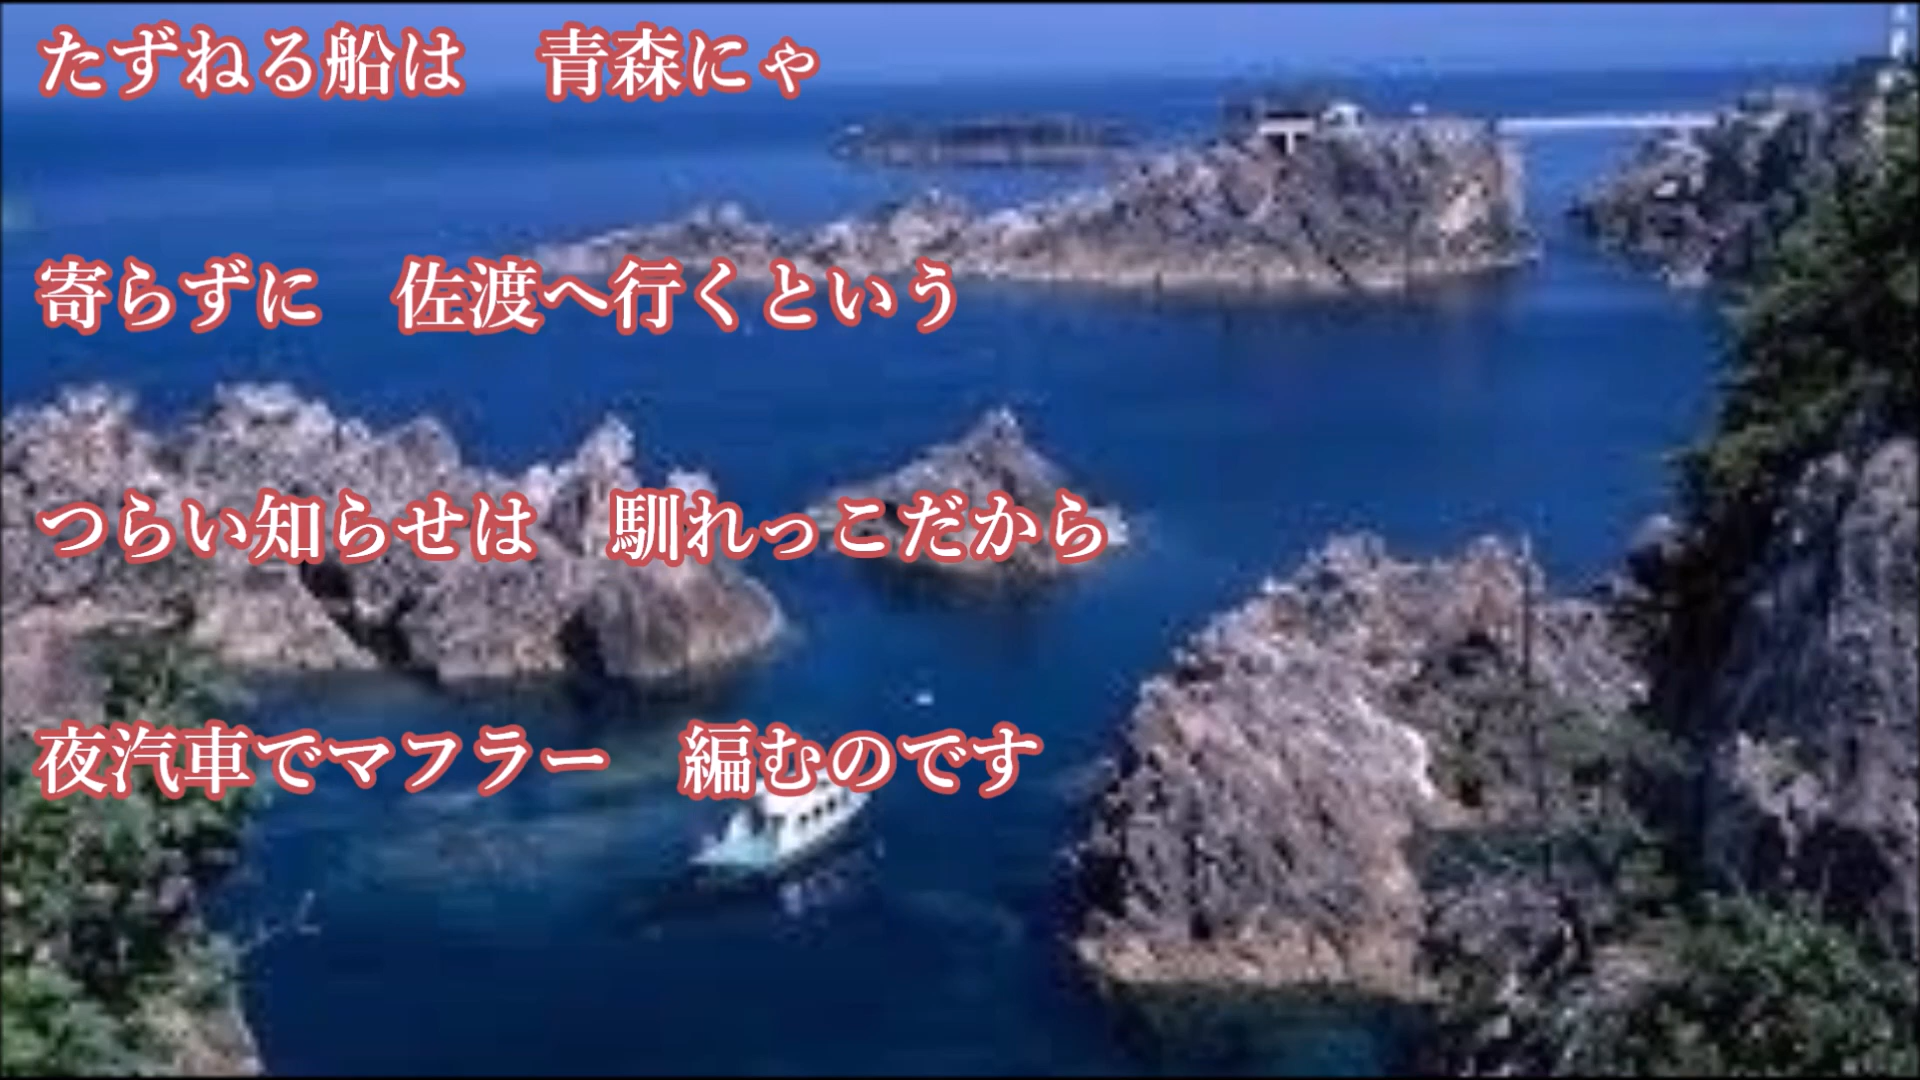 たずねる船は　青森にゃ
寄らずに　佐渡へ行くという
つらい知らせは　馴れっこだから
夜汽車でマフラー　編むのです